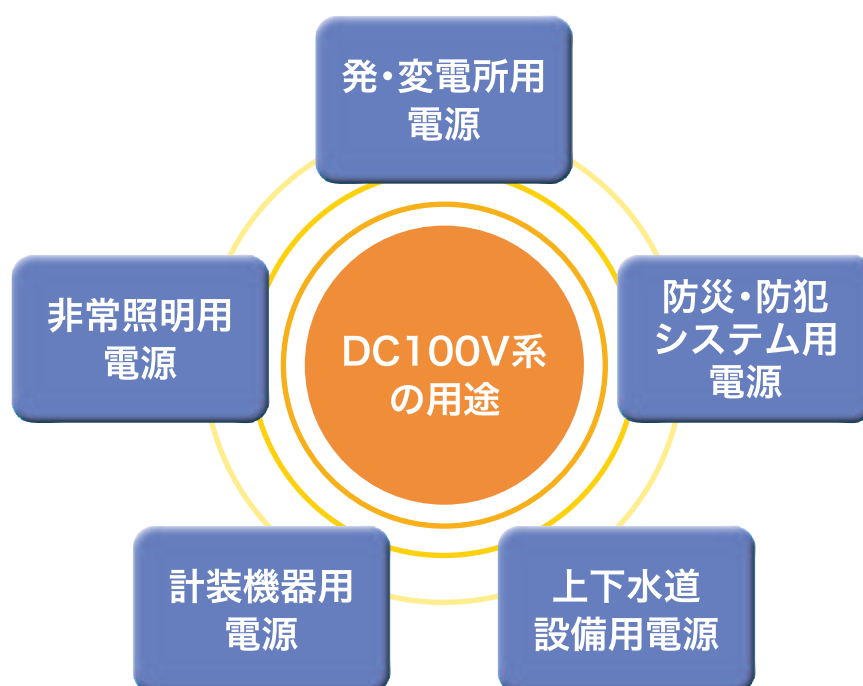 発・変電所用
電源
非常照明用
電源
DC100V系
の用途
防災・防犯
システム用
電源
計装機器用
電源
上下水道
設備用電源